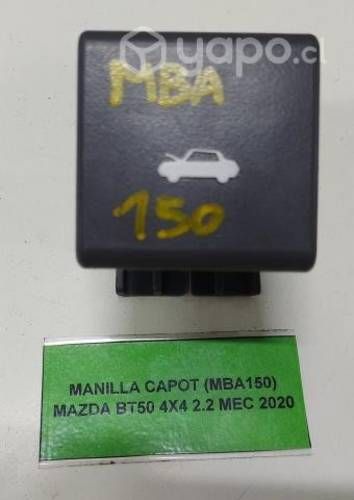 yapo.cl
MBA
150
MANILLA CAPOT (MBA150)
MAZDA BT50 4X4 2.2 MEC 2020